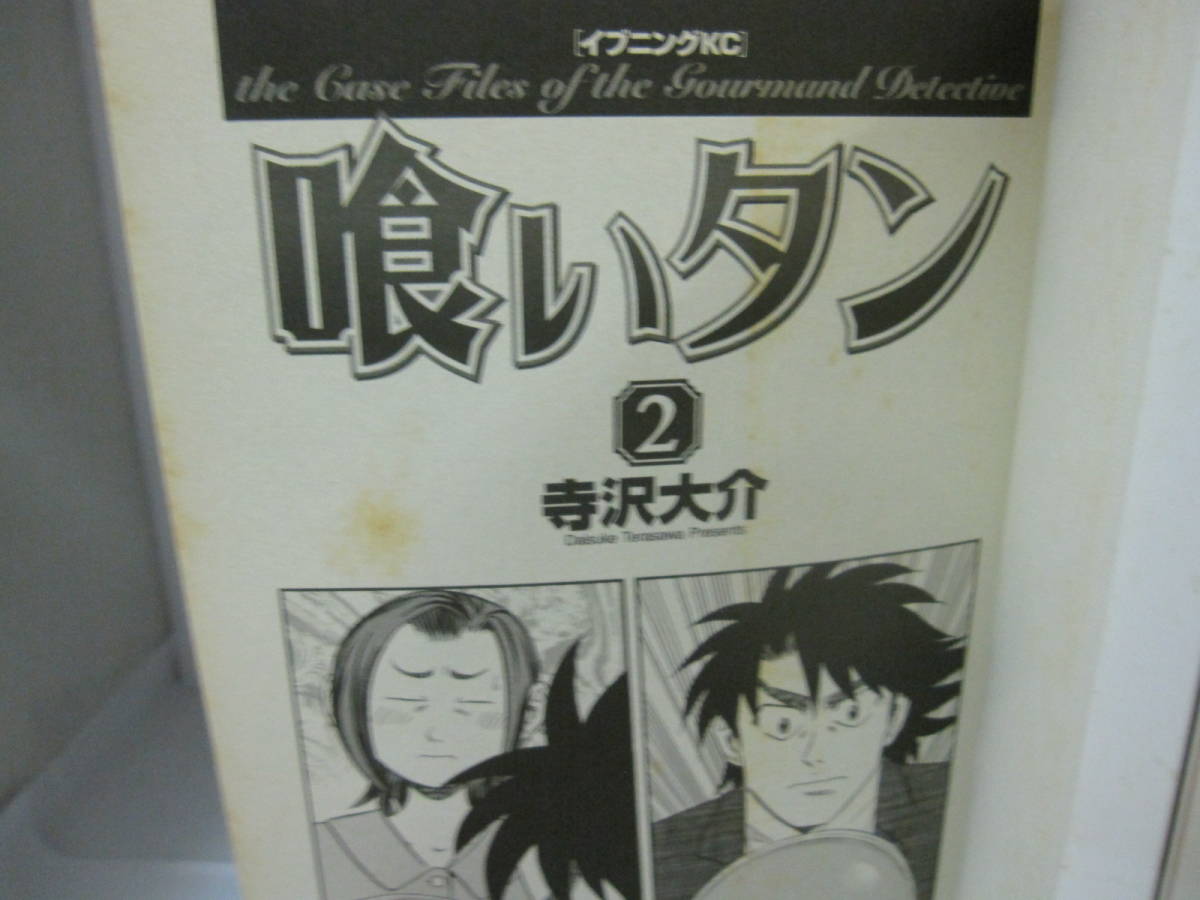 [イブニングKC]
the Case Files of the Gourmand Detective
喰いタン
2
寺沢大介
Daisuke Terasawa Presents